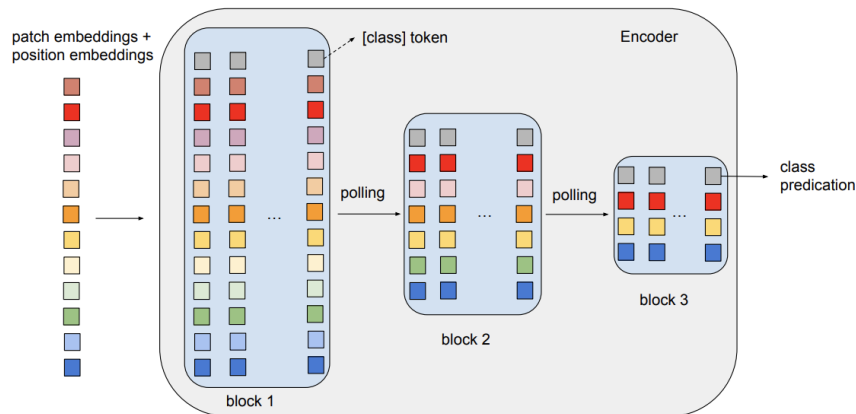 patch embeddings +
position embeddings
[class] token
Encoder
polling
polling
class
predication
...
...
...
block 1
block 2
block 3